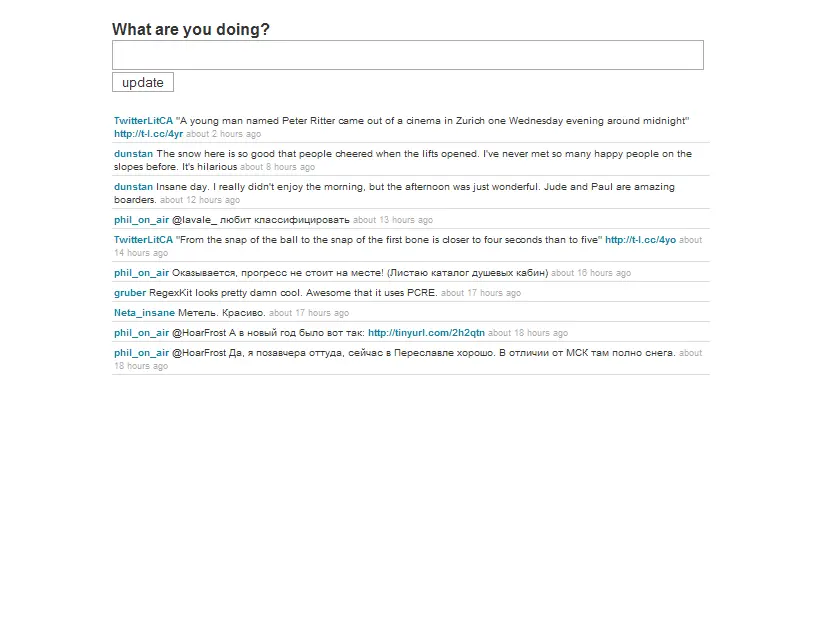 What are you doing?
update
TwitterLitCA "A young man named Peter Ritter came out of a cinema in Zurich one Wednesday evening around midnight"
http://t-l.cc/4yr about 2 hours ago
dunstan The snow here is so good that people cheered when the lifts opened. I've never met so many happy people on the
slopes before. It's hilarious about 8 hours ago
dunstan Insane day. I really didn't enjoy the morning, but the afternoon was just wonderful. Jude and Paul are amazing
boarders. about 12 hours ago
phil_on_air @lavale_ любит классифицировать about 13 hours ago
TwitterLitCA "From the snap of the ball to the snap of the first bone is closer to four seconds than to five" http://t-l.cc/4yo about
14 hours ago
phil_on_air Оказывается, прогресс не стоит на месте! (Листаю каталог душевых кабин) about 16 hours ago
gruber RegexKit looks pretty damn cool. Awesome that it uses PCRE. about 17 hours ago
Neta_insane Метель. Красиво. about 17 hours ago
phil_on_air @HoarFrost А в новый год было вот так: http://tinyurl.com/2h2qtn about 18 hours ago
phil_on_air @HoarFrost Да, я позавчера оттуда, сейчас в Переславле хорошо. В отличии от МСК там полно снега. about
18 hours ago